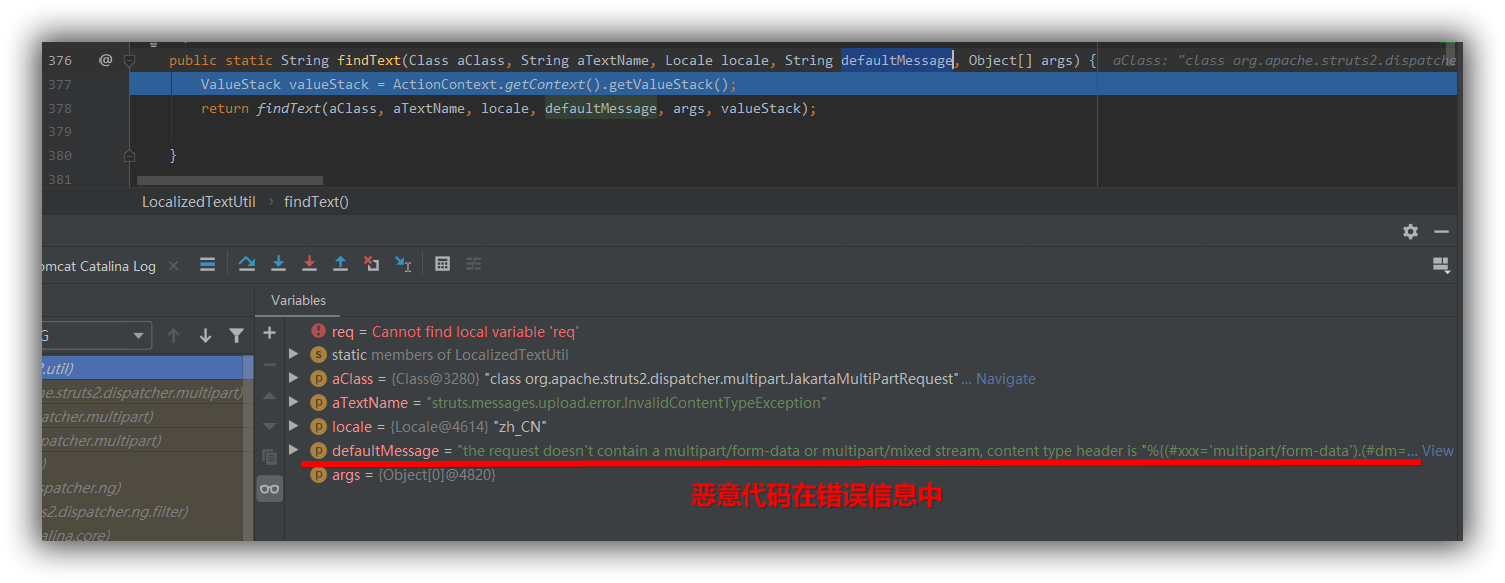 376 @ public static String findText(Class aClass, String aTextName, Locale locale, String defaultMessage, Object[] args) { aClass: "class org.apache.struts2.dispatche
377 ValueStack valueStack = ActionContext.getContext().getValueStack();
378 return findText(aClass, aTextName, locale, defaultMessage, args, valueStack);
379
380 }
381
LocalizedTextUtil › findText()
omcat Catalina Log ×
Variables
G
req = Cannot find local variable 'req'
s static members of LocalizedTextUtil
.util)
p aClass = {Class@3280} "class org.apache.struts2.dispatcher.multipart.JakartaMultiPartRequest"... Navigate
he.struts2.dispatcher.multipart)
p aTextName = "struts.messages.upload.error.InvalidContentTypeException"
atcher.multipart)
p locale = {Locale@4614} "zh_CN"
patcher.multipart)
p defaultMessage = "the request doesn't contain a multipart/form-data or multipart/mixed stream, content type header is "%{(#xxx='multipart/form-data').(#dm=... View
)
p args = {Object[0]@4820}
spatcher.ng)
恶意代码在错误信息中
s2.dispatcher.ng.filter)
alina.core)